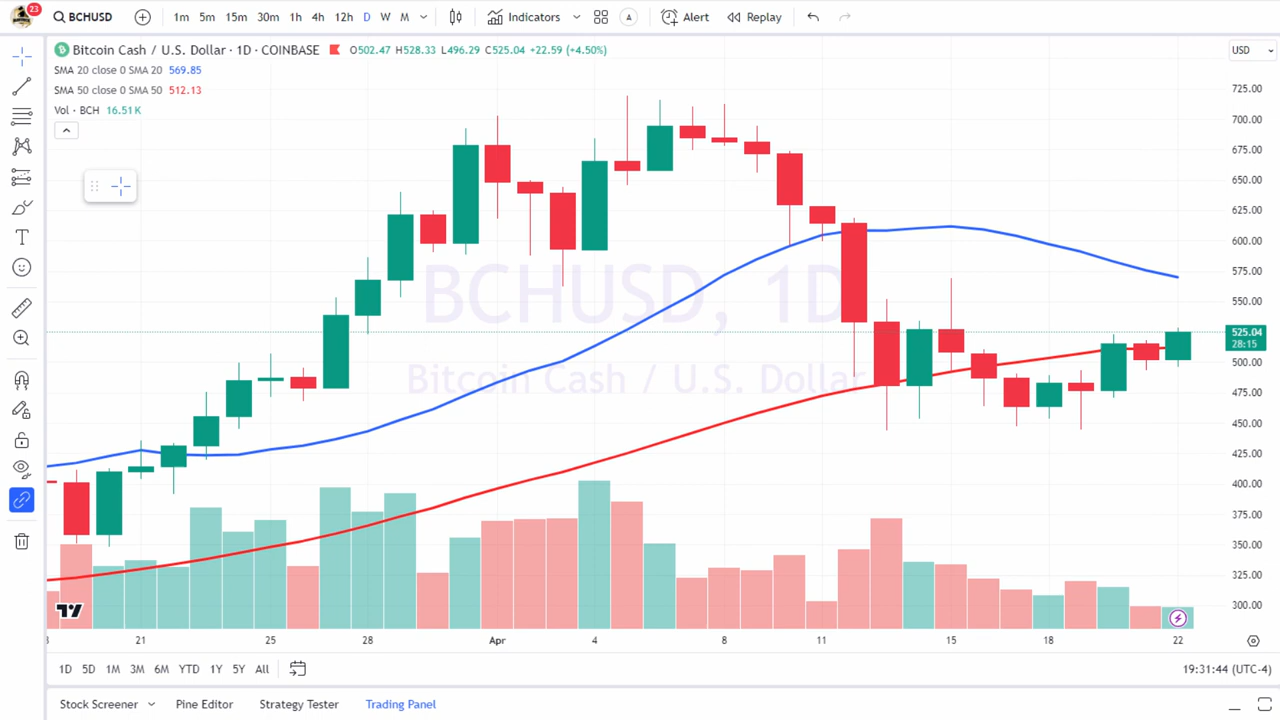 23
BCHUSD 1m 5m 15m 30m 1h 4h 12h D W M Indicators A Alert Replay
Bitcoin Cash / U.S. Dollar · 1D · COINBASE O502.47 H528.33 L496.29 C525.04 +22.59 (+4.50%) USD
SMA 20 close 0 SMA 20 569.85
SMA 50 close 0 SMA 50 512.13
Vol · BCH 16.51K
725.00
700.00
675.00
650.00
625.00
600.00
575.00
550.00
525.04
28:15
500.00
475.00
450.00
425.00
400.00
375.00
350.00
325.00
300.00
BCHUSD, 1D
Bitcoin Cash / U.S. Dollar
21 25 28 Apr 4 8 11 15 18 22
1D 5D 1M 3M 6M YTD 1Y 5Y All 19:31:44 (UTC-4)
Stock Screener Pine Editor Strategy Tester Trading Panel